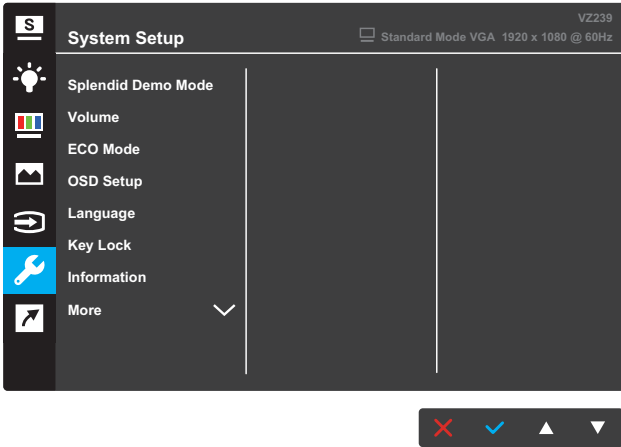 S
VZ239
System Setup
Standard Mode VGA 1920 x 1080 @ 60Hz
Splendid Demo Mode
Volume
ECO Mode
OSD Setup
Language
Key Lock
Information
More